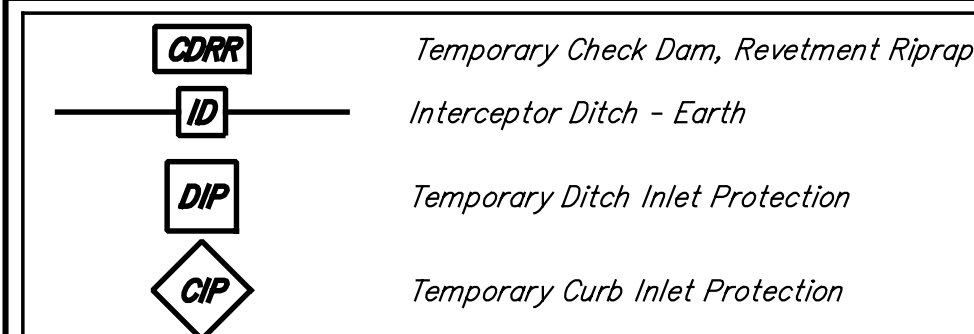 CDRR Temporary Check Dam, Revetment Riprap
ID Interceptor Ditch - Earth
DIP Temporary Ditch Inlet Protection
CIP Temporary Curb Inlet Protection